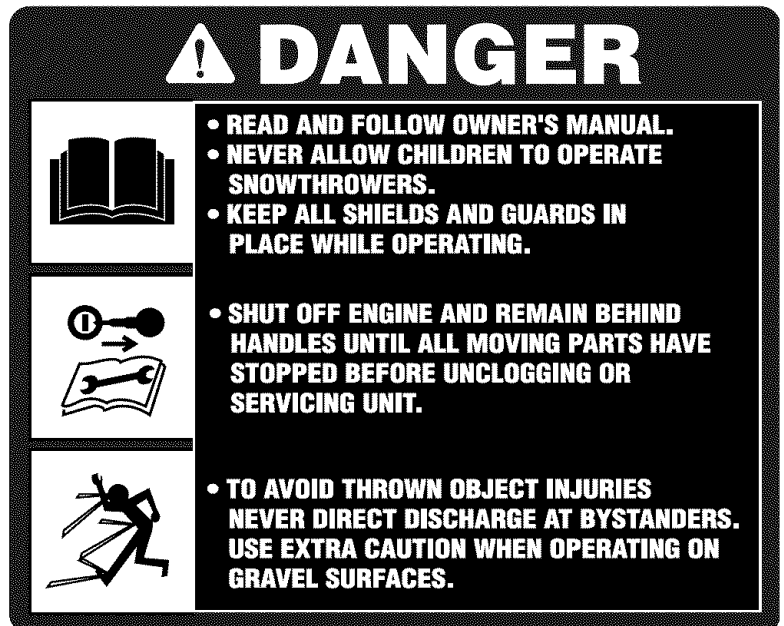 DANGER
• READ AND FOLLOW OWNER'S MANUAL.
• NEVER ALLOW CHILDREN TO OPERATE
SNOWTHROWERS.
• KEEP ALL SHIELDS AND GUARDS IN
PLACE WHILE OPERATING.
• SHUT OFF ENGINE AND REMAIN BEHIND
HANDLES UNTIL ALL MOVING PARTS HAVE
STOPPED BEFORE UNCLOGGING OR
SERVICING UNIT.
• TO AVOID THROWN OBJECT INJURIES
NEVER DIRECT DISCHARGE AT BYSTANDERS.
USE EXTRA CAUTION WHEN OPERATING ON
GRAVEL SURFACES.